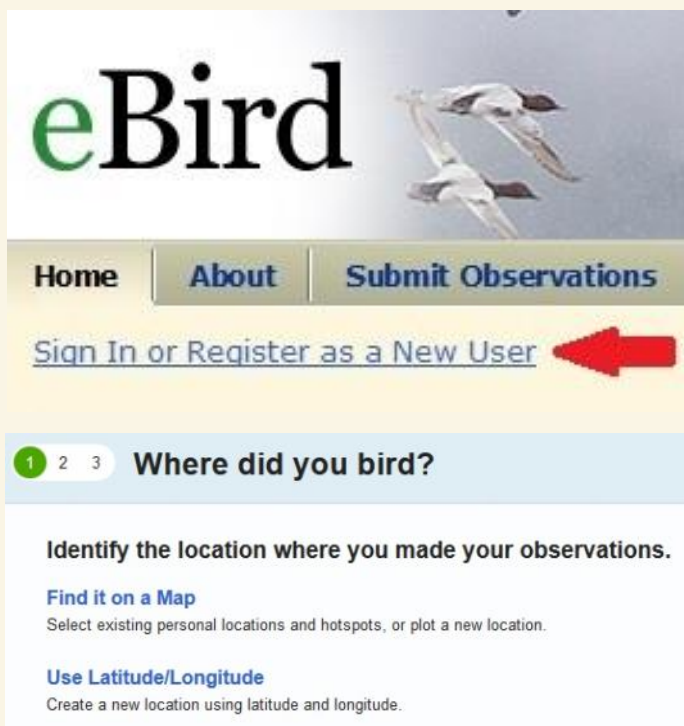 eBird
Home About Submit Observations
Sign In or Register as a New User
1 2 3 Where did you bird?
Identify the location where you made your observations.
Find it on a Map
Select existing personal locations and hotspots, or plot a new location.
Use Latitude/Longitude
Create a new location using latitude and longitude.